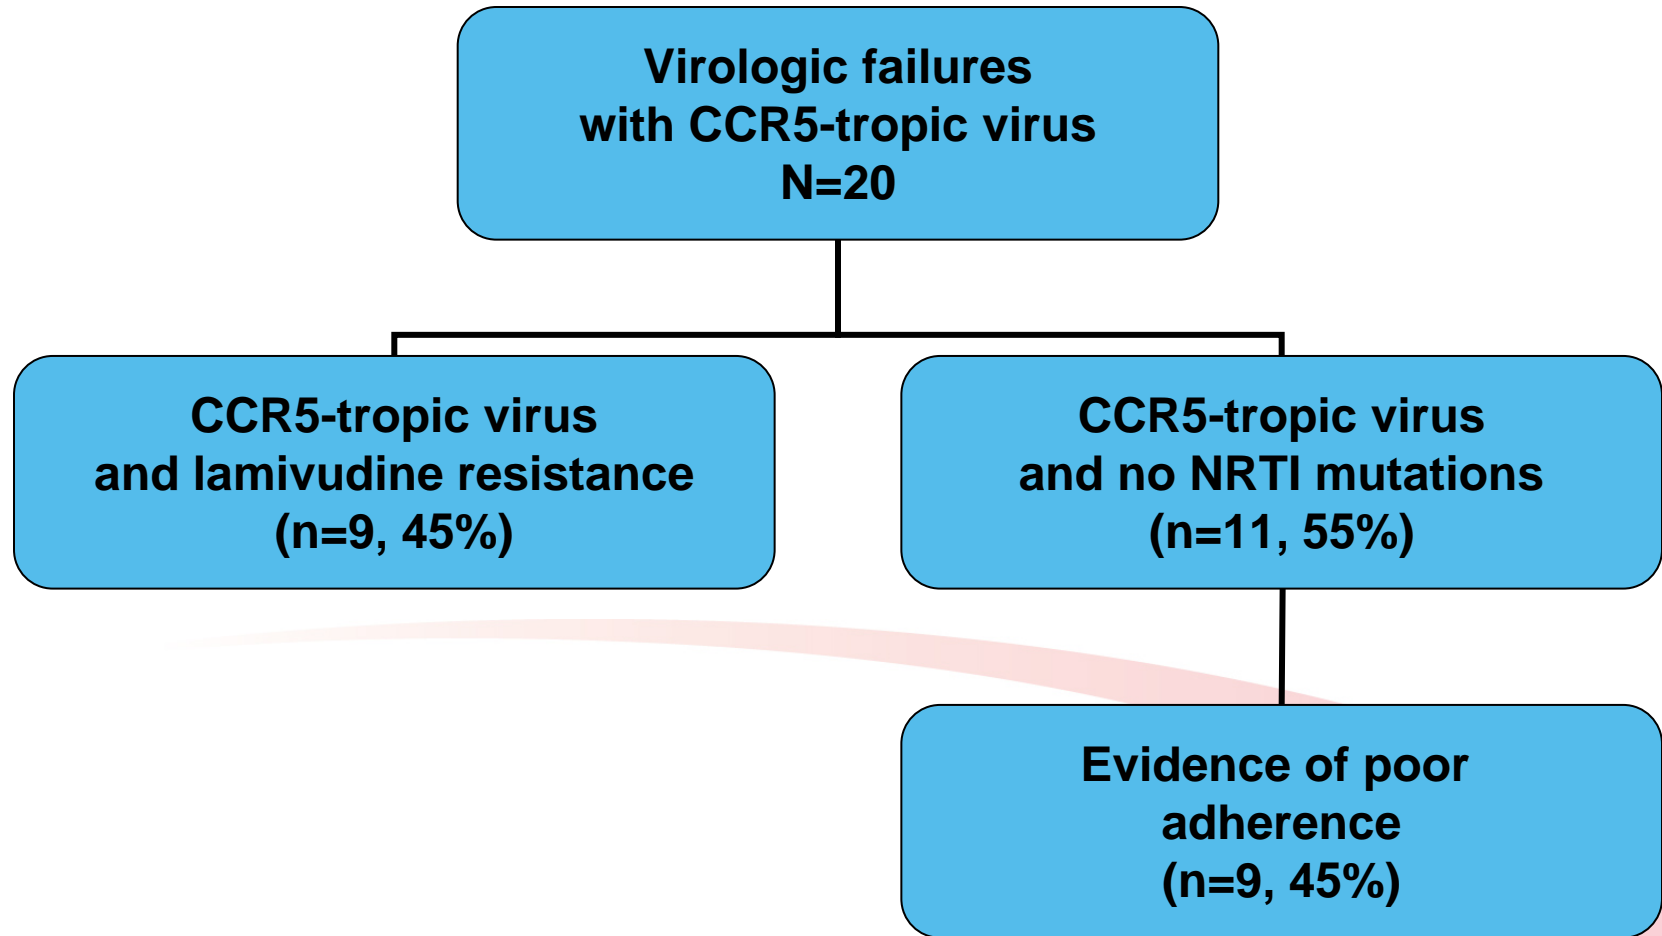 Virologic failures
with CCR5-tropic virus
N=20
CCR5-tropic virus
and lamivudine resistance
(n=9, 45%)
CCR5-tropic virus
and no NRTI mutations
(n=11, 55%)
Evidence of poor
adherence
(n=9, 45%)